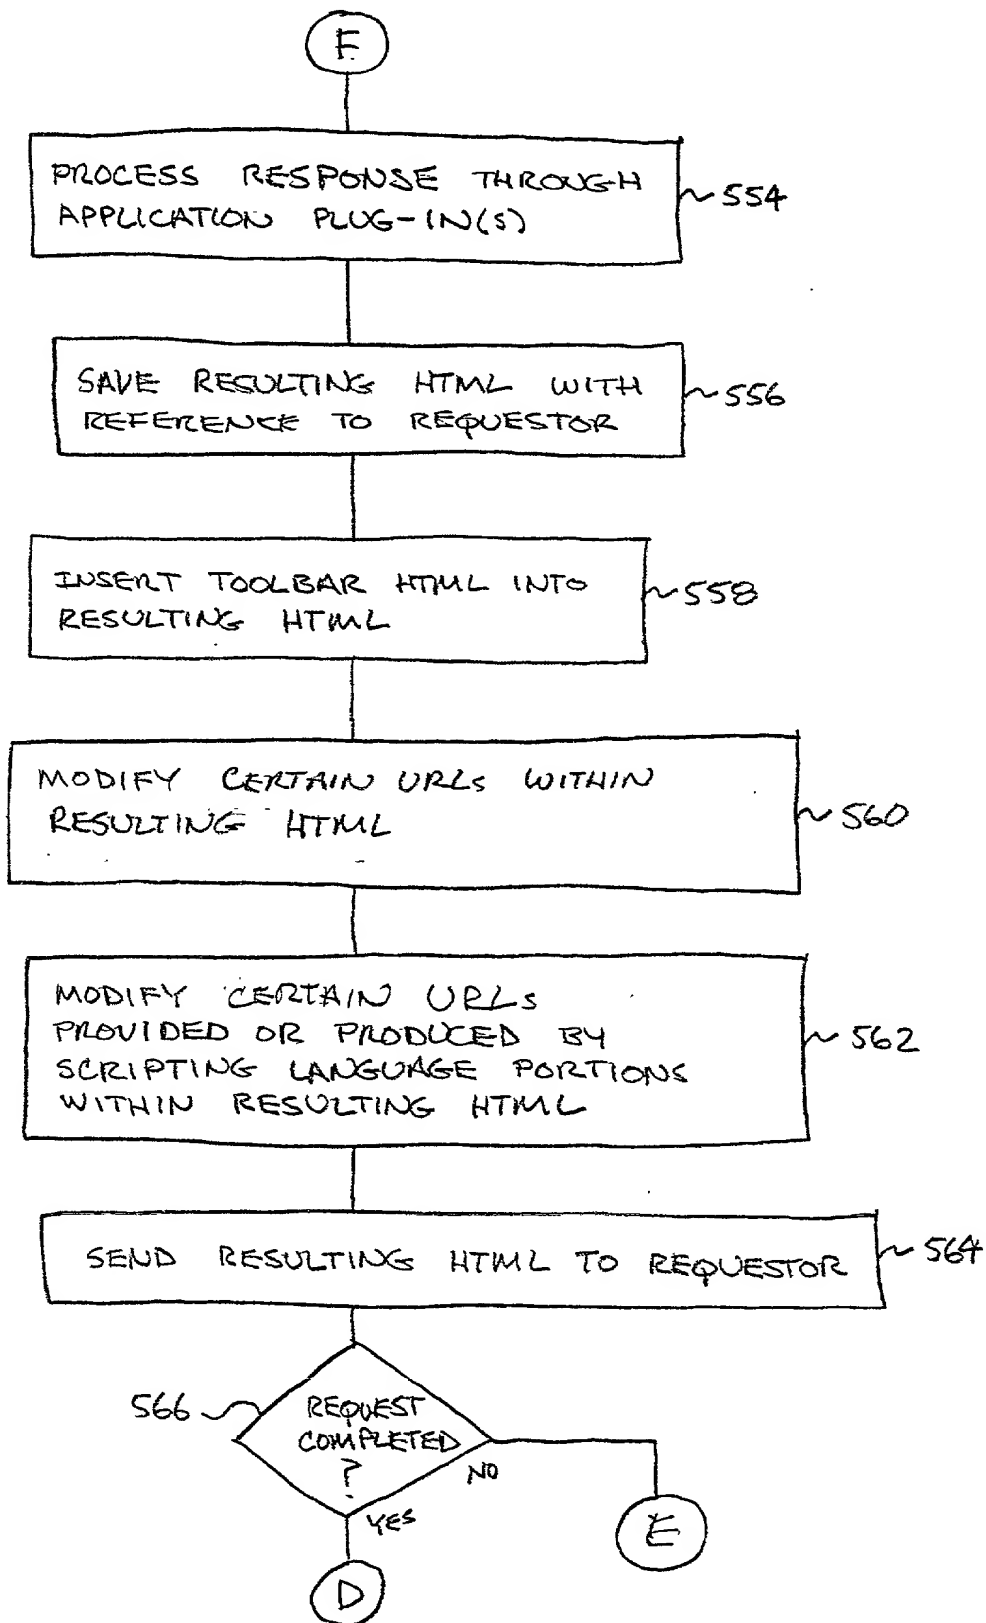 F
PROCESS RESPONSE THROUGH
APPLICATION PLUG-IN(S)
554
SAVE RESULTING HTML WITH
REFERENCE TO REQUESTOR
556
INSERT TOOLBAR HTML INTO
RESULTING HTML
558
MODIFY CERTAIN URLs WITHIN
RESULTING HTML
560
MODIFY CERTAIN URLs
PROVIDED OR PRODUCED BY
SCRIPTING LANGUAGE PORTIONS
WITHIN RESULTING HTML
562
SEND RESULTING HTML TO REQUESTOR
564
566
REQUEST
COMPLETED
?
NO
YES
E
D